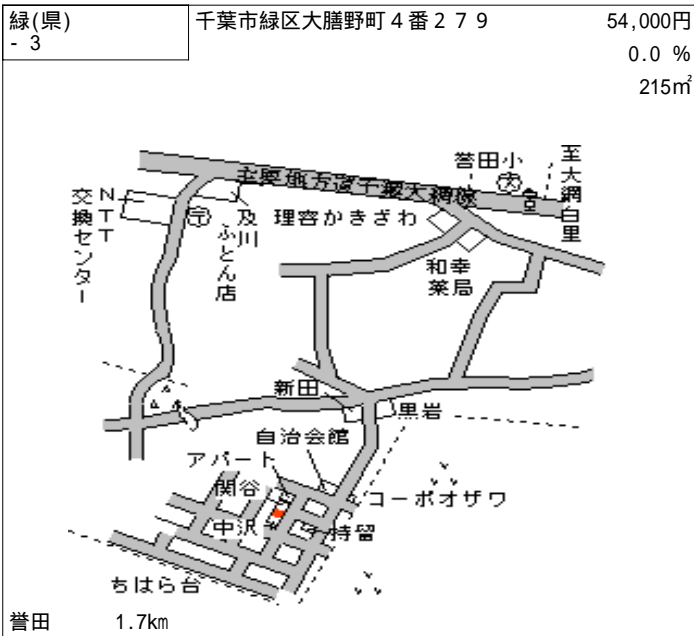 緑(県)
- 3
千葉市緑区大膳野町4番279
54,000円
0.0 %
215㎡
誉田小
至大網白里
主要地方道千葉大網線
NTT
交換センター
及川
ふとん店
理容かきざわ
和幸
薬局
新田
黒岩
自治会館
アパート
関谷
コーポオザワ
中沢
持留
ちはら台
誉田 1.7km